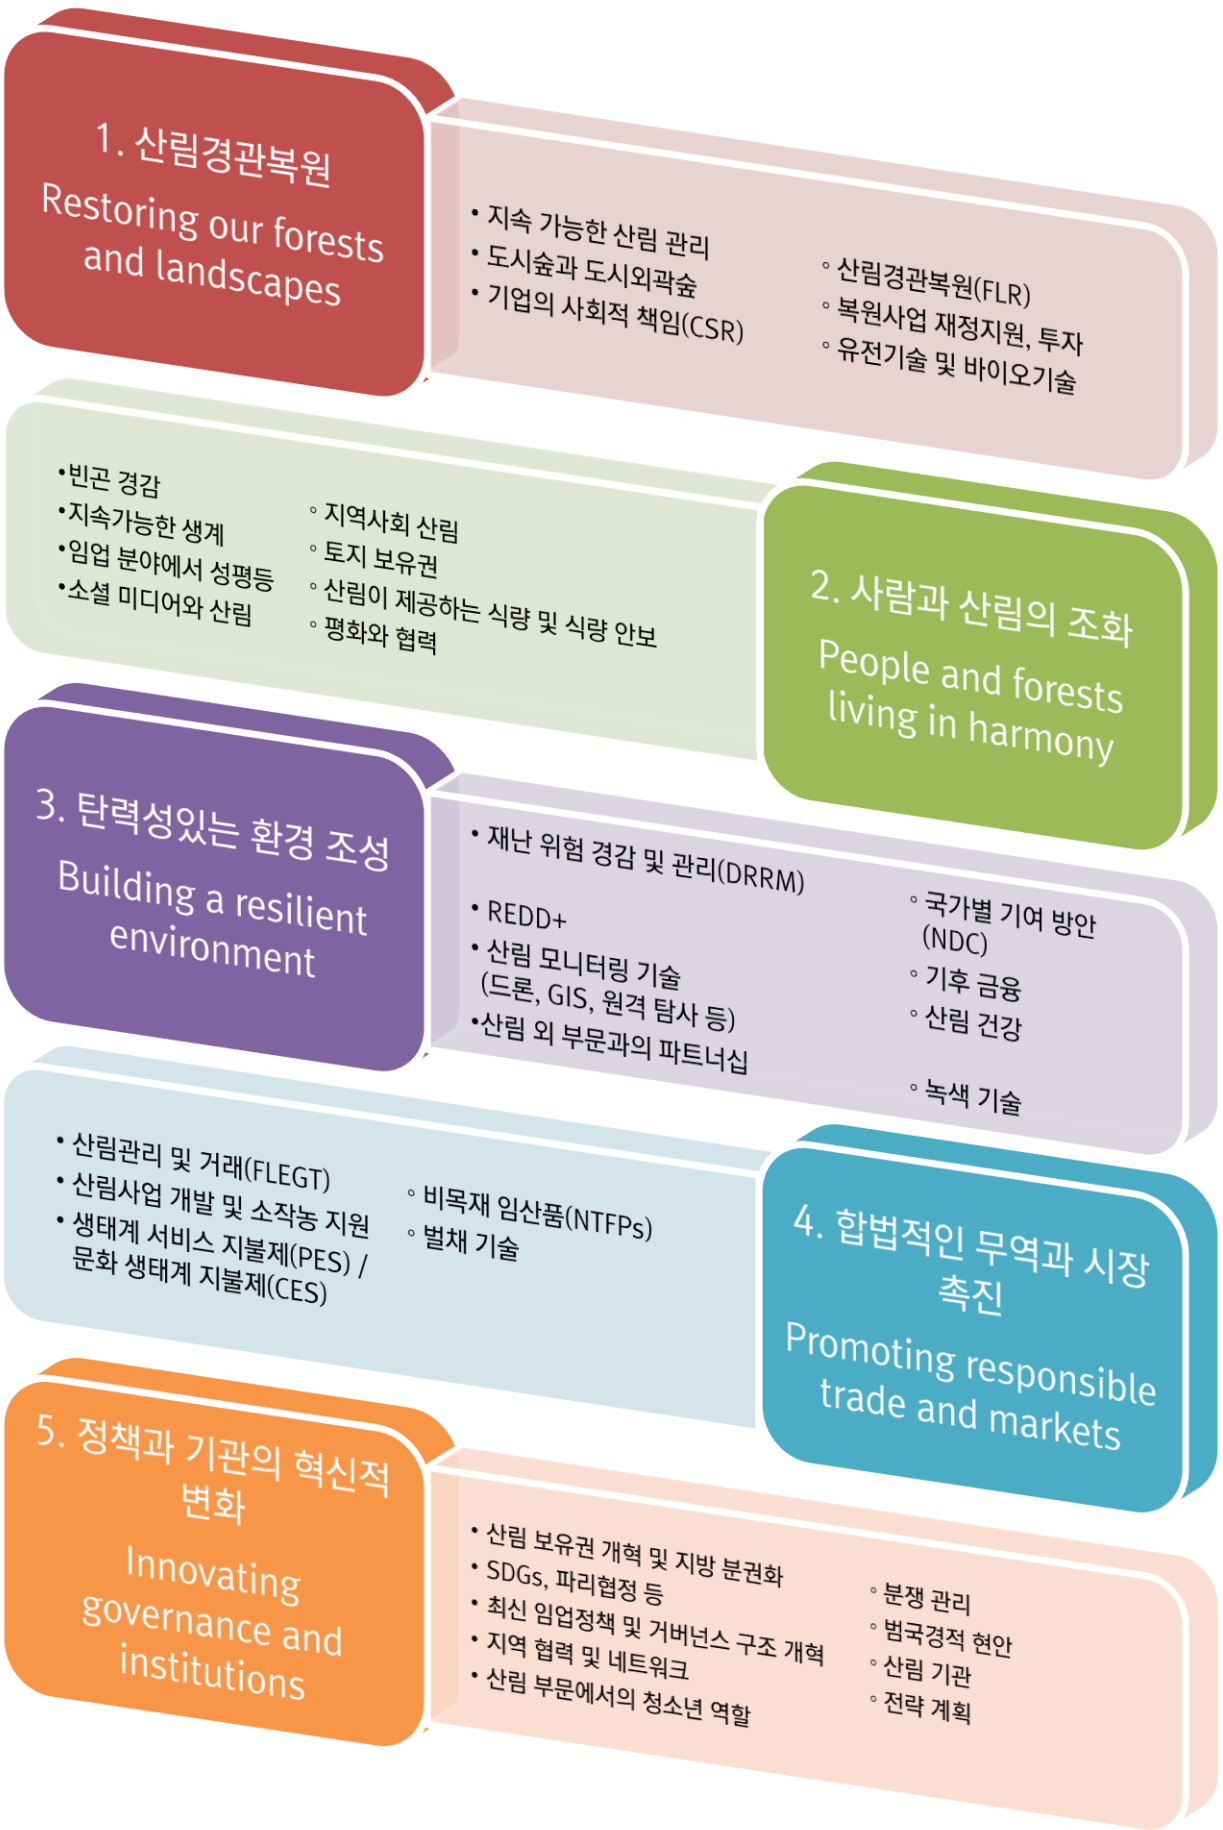 1. 산림경관복원
Restoring our forests
and landscapes
• 지속 가능한 산림 관리
• 도시숲과 도시외곽숲
• 기업의 사회적 책임(CSR)
◦ 산림경관복원(FLR)
◦ 복원사업 재정지원, 투자
◦ 유전기술 및 바이오기술
•빈곤 경감
•지속가능한 생계
•임업 분야에서 성평등
•소셜 미디어와 산림
◦ 지역사회 산림
◦ 토지 보유권
◦ 산림이 제공하는 식량 및 식량 안보
◦ 평화와 협력
2. 사람과 산림의 조화
People and forests
living in harmony
3. 탄력성있는 환경 조성
Building a resilient
environment
• 재난 위험 경감 및 관리(DRRM)
• REDD+
• 산림 모니터링 기술
(드론, GIS, 원격 탐사 등)
•산림 외 부문과의 파트너십
◦ 국가별 기여 방안
(NDC)
◦ 기후 금융
◦ 산림 건강
◦ 녹색 기술
• 산림관리 및 거래(FLEGT)
• 산림사업 개발 및 소작농 지원
• 생태계 서비스 지불제(PES) /
문화 생태계 지불제(CES)
◦ 비목재 임산품(NTFPs)
◦ 벌채 기술
4. 합법적인 무역과 시장
촉진
Promoting responsible
trade and markets
5. 정책과 기관의 혁신적
변화
Innovating
governance and
institutions
• 산림 보유권 개혁 및 지방 분권화
• SDGs, 파리협정 등
• 최신 임업정책 및 거버넌스 구조 개혁
• 지역 협력 및 네트워크
• 산림 부문에서의 청소년 역할
◦ 분쟁 관리
◦ 범국경적 현안
◦ 산림 기관
◦ 전략 계획